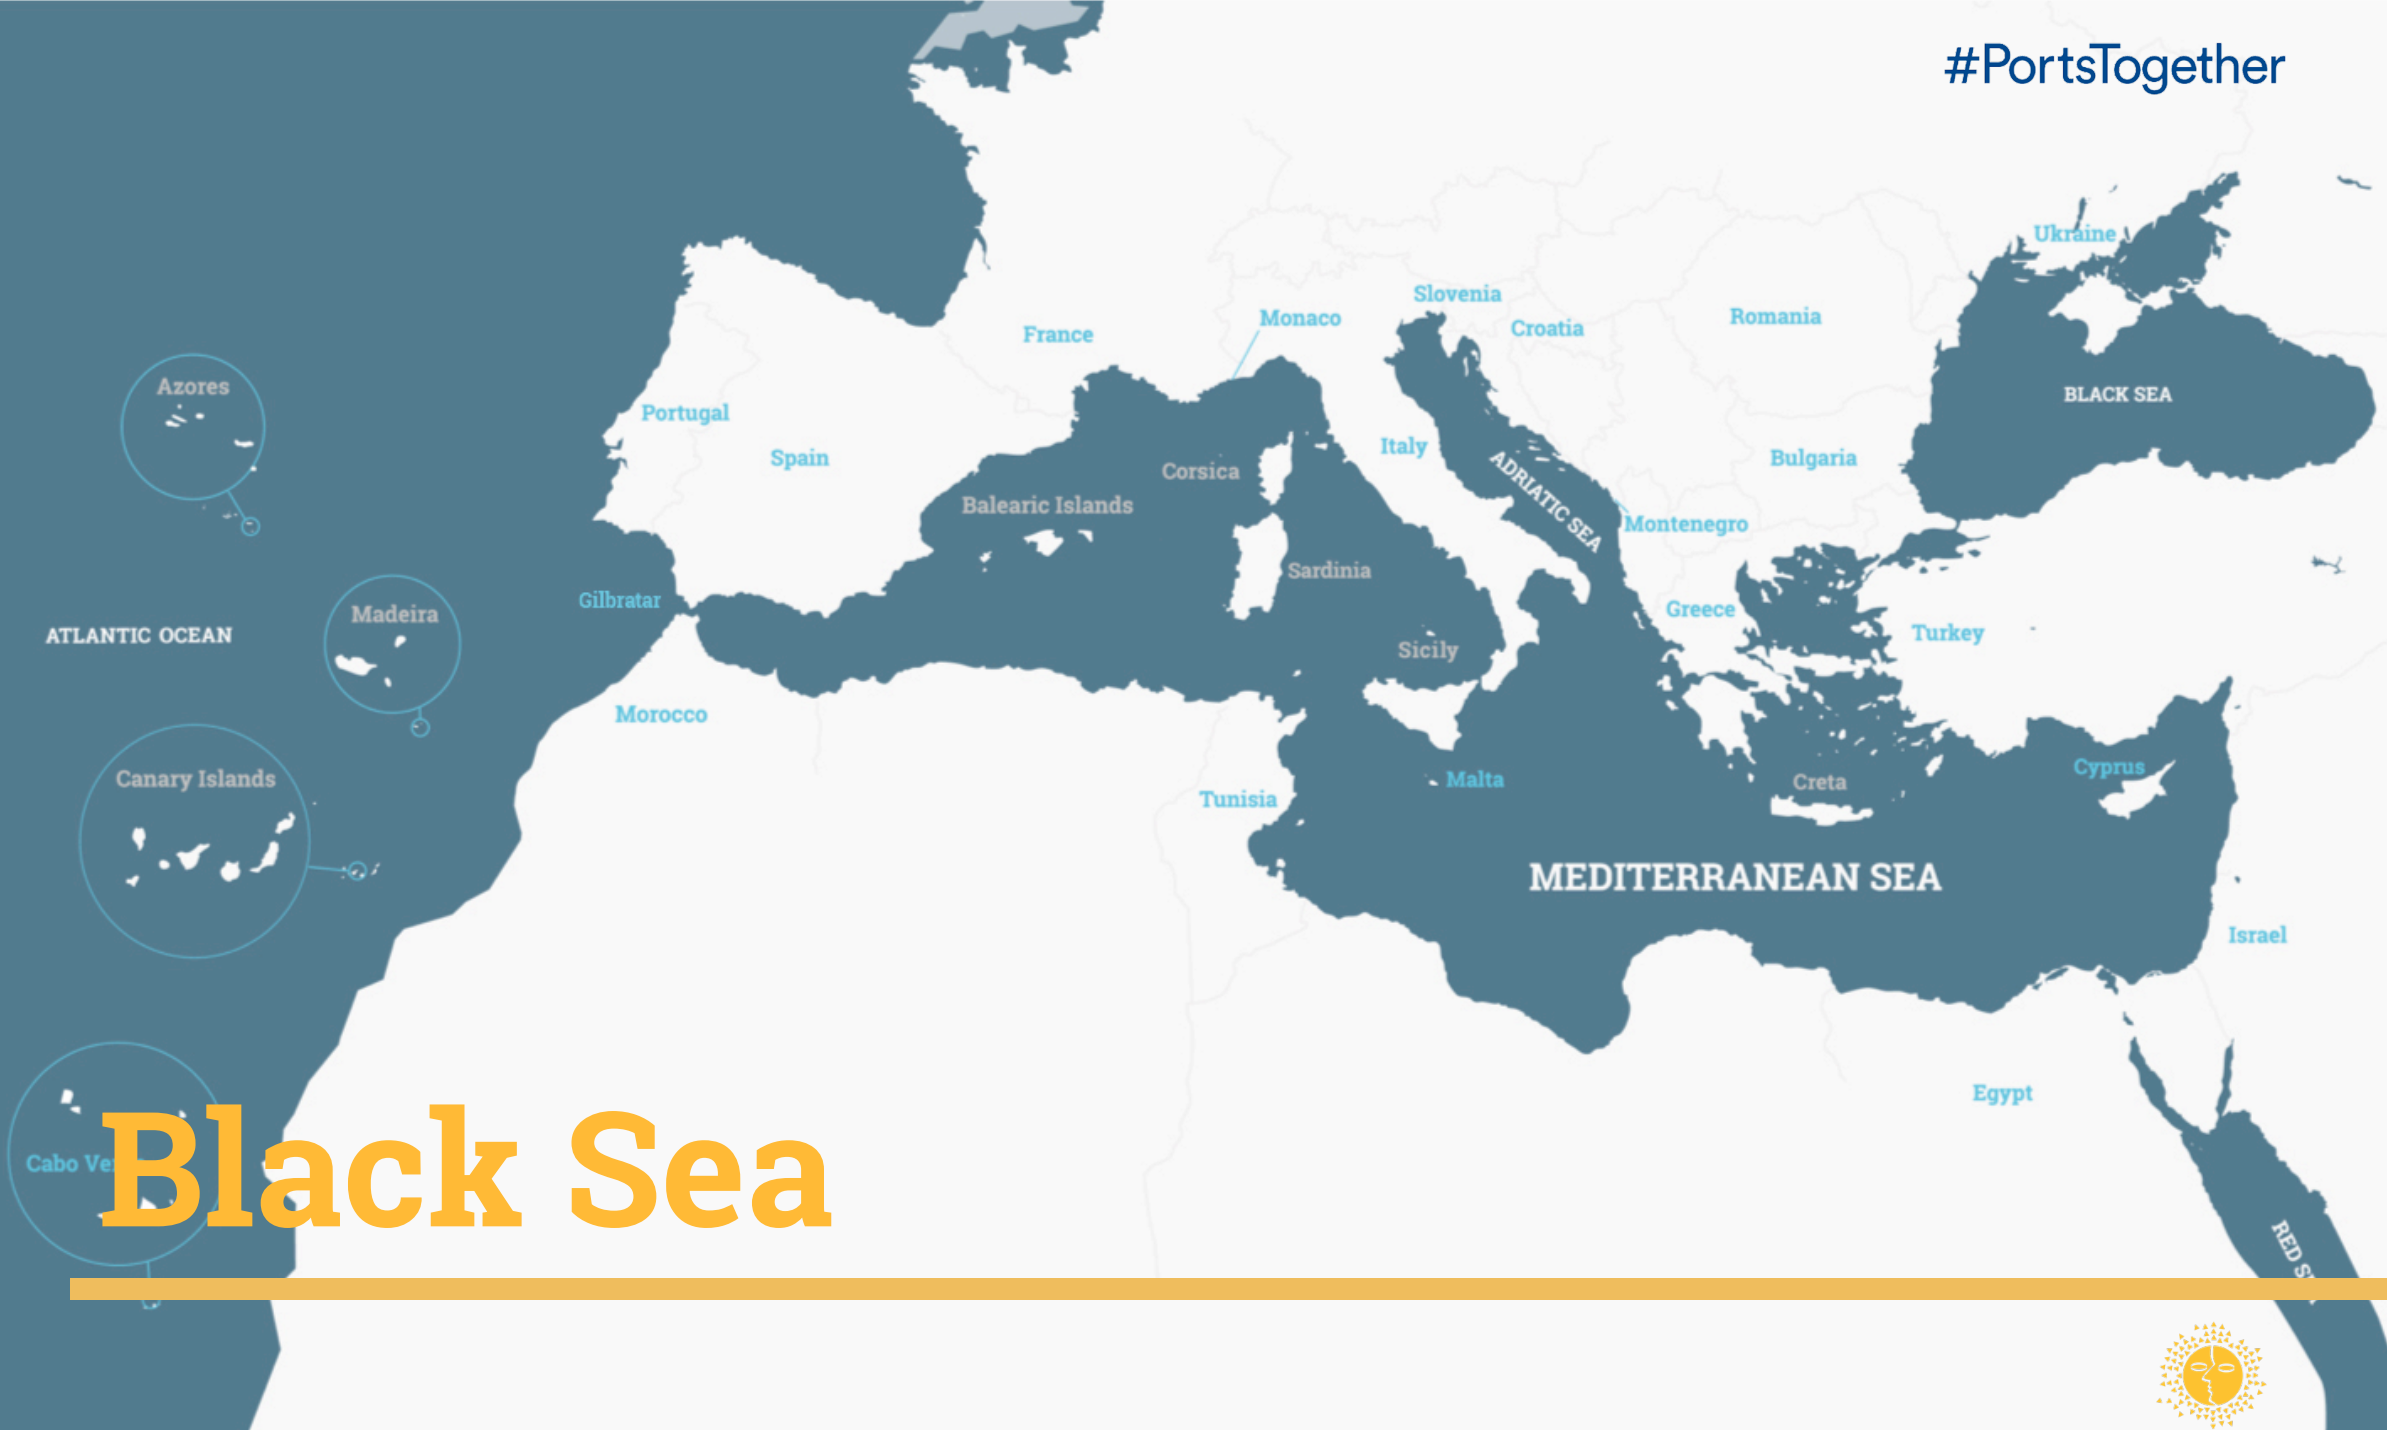 #PortsTogether
Ukraine
Slovenia
Monaco
Romania
Croatia
France
Azores
BLACK SEA
Portugal
Italy
Spain
Bulgaria
Corsica
ADRIATIC SEA
Balearic Islands
Montenegro
Sardinia
Gilbratar
Greece
Madeira
Turkey
ATLANTIC OCEAN
Sicily
Morocco
Cyprus
Canary Islands
Malta
Creta
Tunisia
MEDITERRANEAN SEA
Israel
Egypt
Cabo
Black Sea
RED